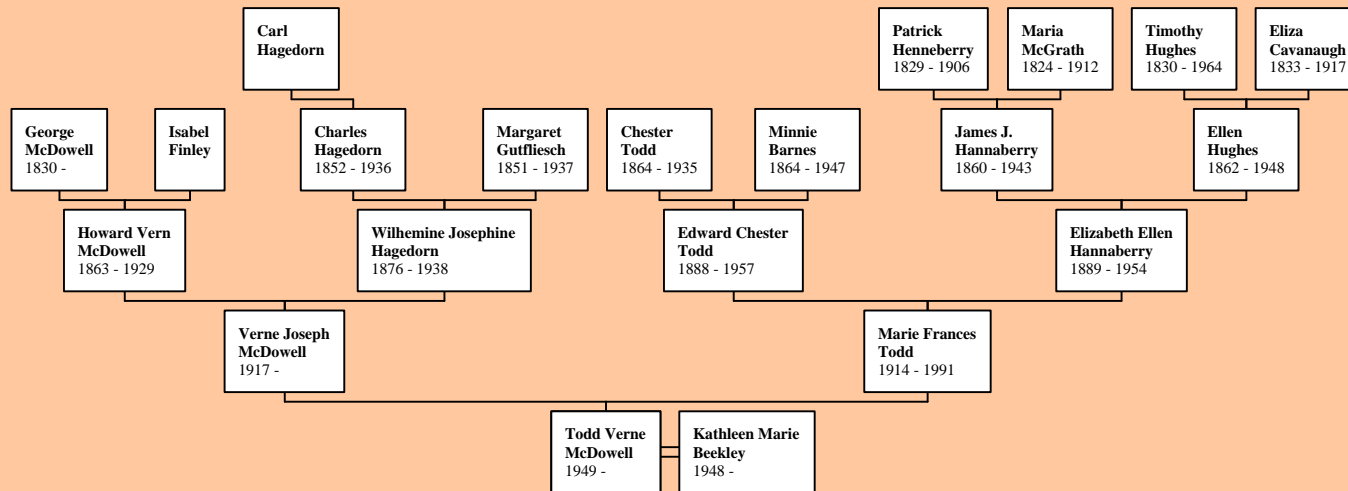 Carl
Hagedorn
Patrick
Henneberry
1829 - 1906
Maria
McGrath
1824 - 1912
Timothy
Hughes
1830 - 1964
Eliza
Cavanaugh
1833 - 1917
George
McDowell
1830 -
Isabel
Finley
Charles
Hagedorn
1852 - 1936
Margaret
Gutfliesch
1851 - 1937
Chester
Todd
1864 - 1935
Minnie
Barnes
1864 - 1947
James J.
Hannaberry
1860 - 1943
Ellen
Hughes
1862 - 1948
Howard Vern
McDowell
1863 - 1929
Wilhemine Josephine
Hagedorn
1876 - 1938
Edward Chester
Todd
1888 - 1957
Elizabeth Ellen
Hannaberry
1889 - 1954
Verne Joseph
McDowell
1917 -
Marie Frances
Todd
1914 - 1991
Todd Verne
McDowell
1949 -
Kathleen Marie
Beekley
1948 -